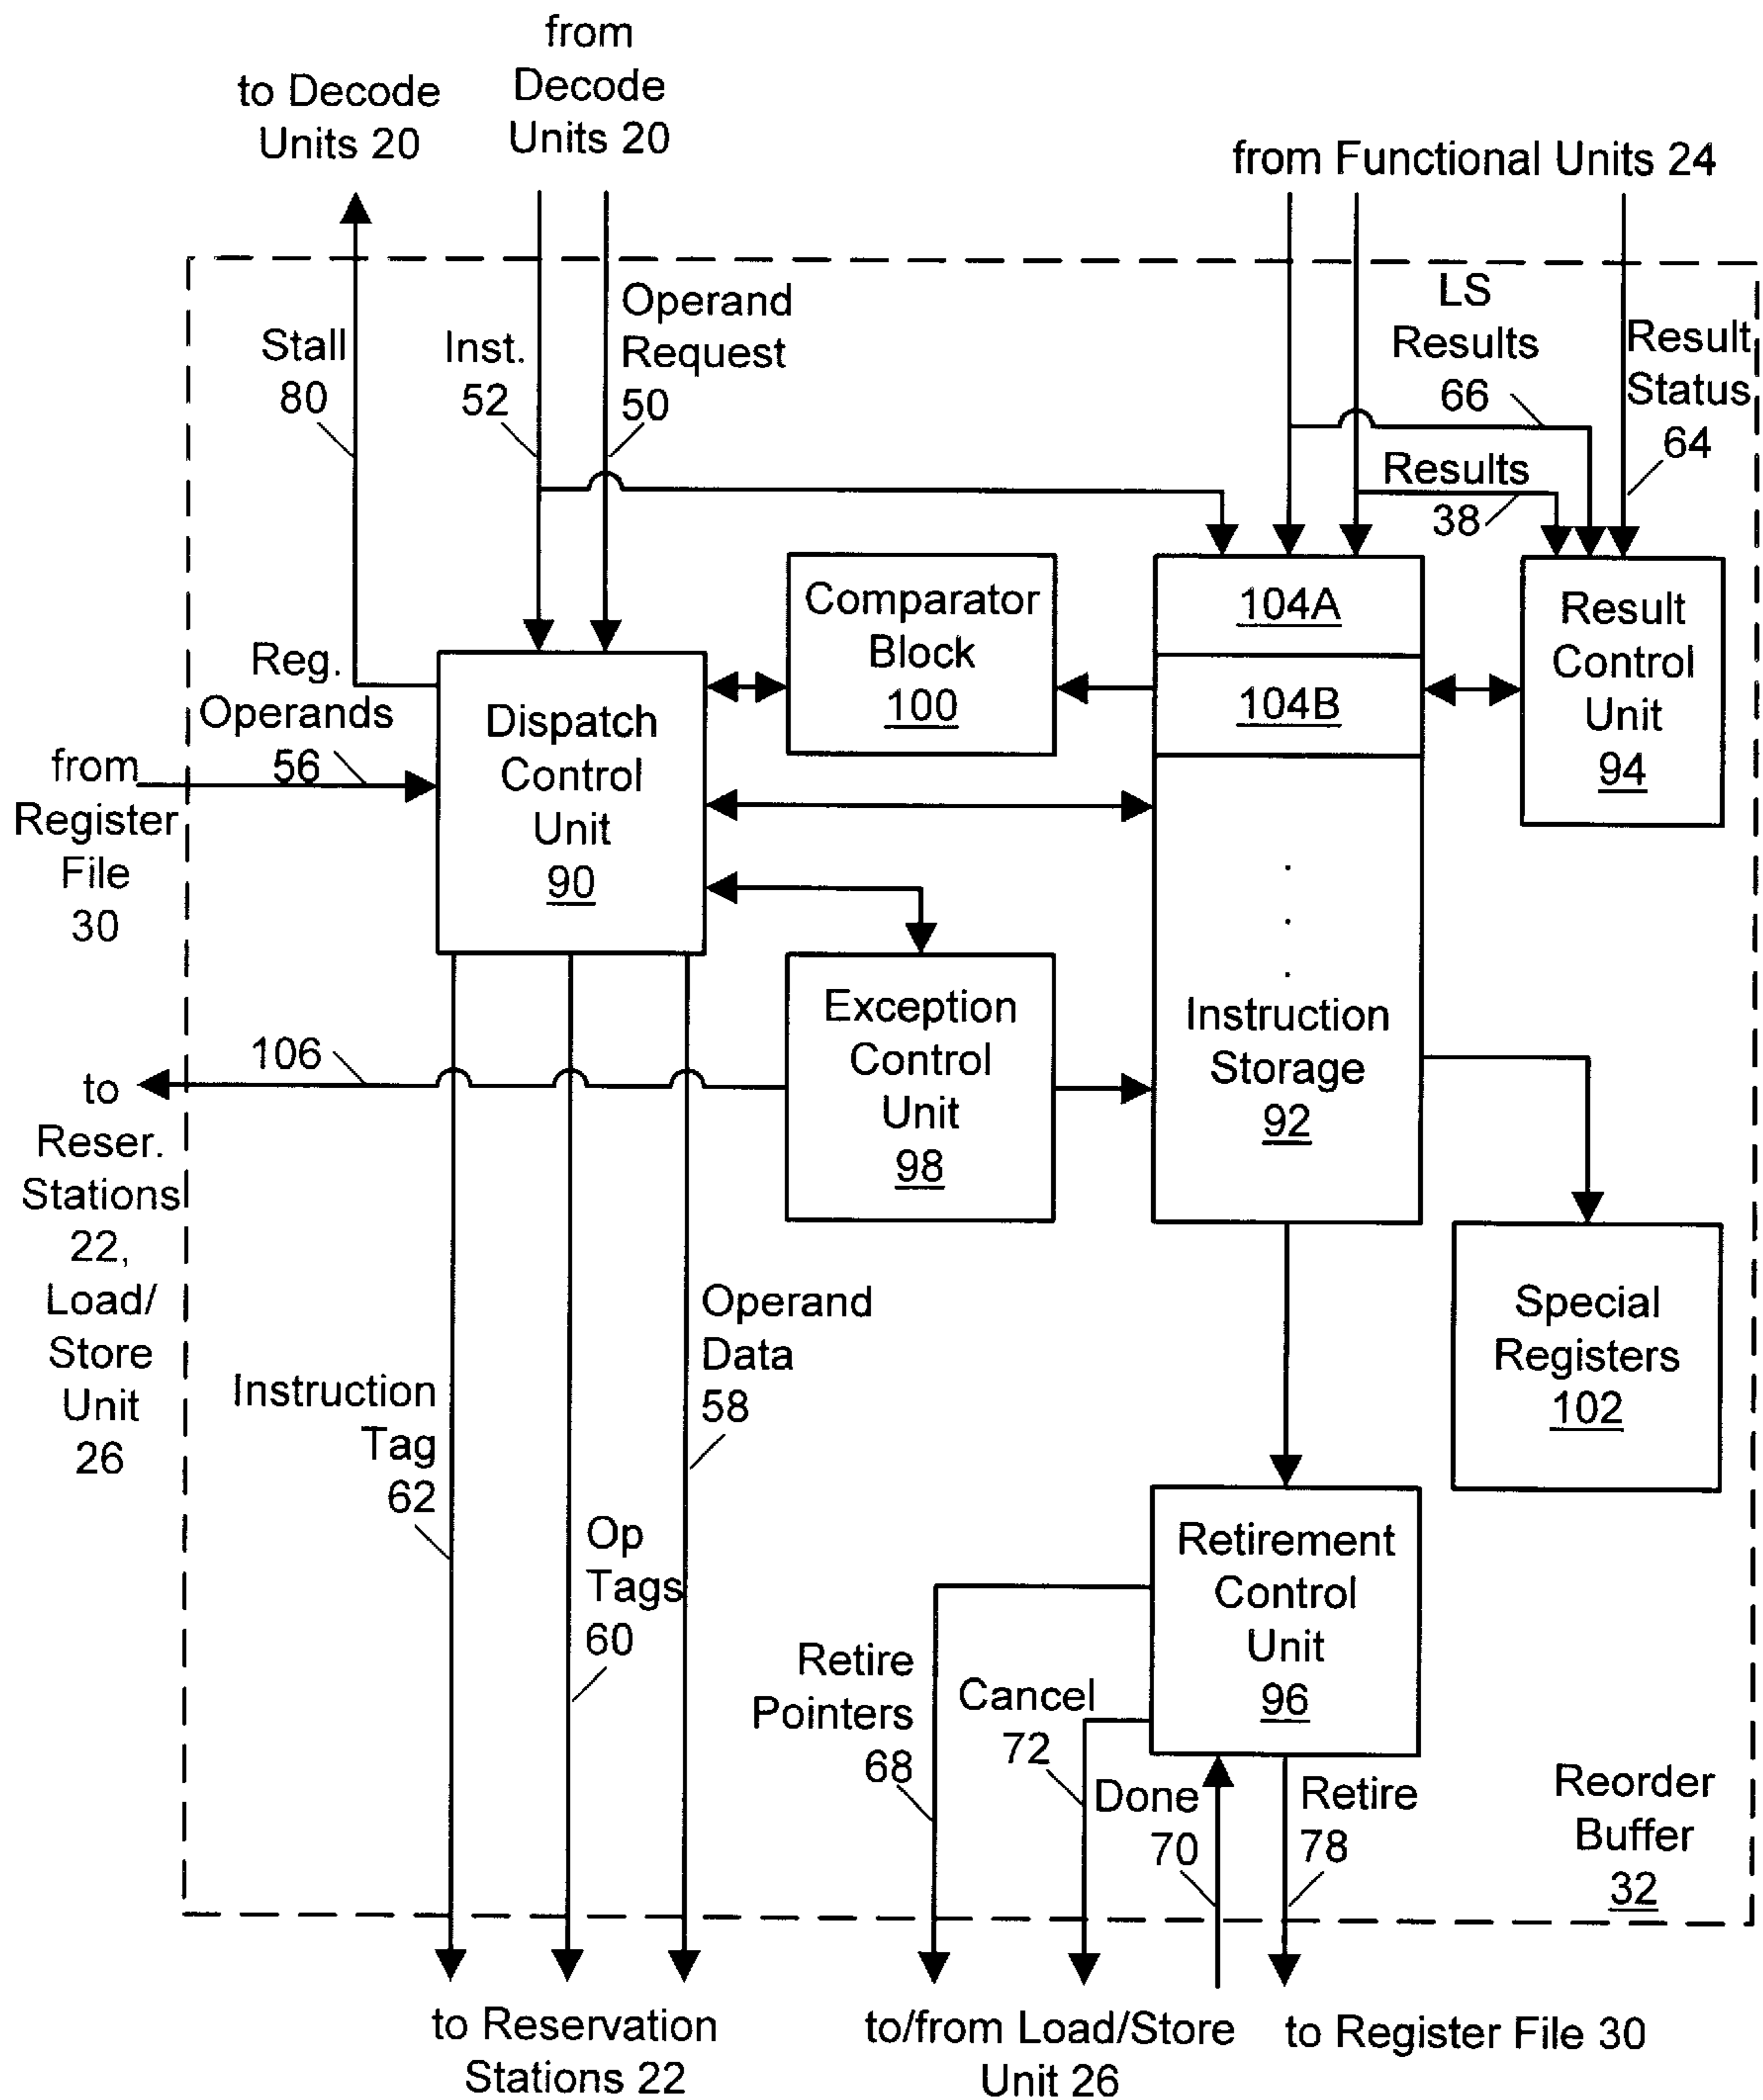 from
Decode
Units 20
to Decode
Units 20
from Functional Units 24
Stall
80
Inst.
52
Operand
Request
50
LS
Results
66
Result
Status
64
Results
38
Reg.
Operands
56
from
Register
File
30
Dispatch
Control
Unit
90
Comparator
Block
100
104A
104B
.
.
.
Instruction
Storage
92
Result
Control
Unit
94
106
to
Reser.
Stations
22,
Load/
Store
Unit
26
Exception
Control
Unit
98
Special
Registers
102
Instruction
Tag
62
Op
Tags
60
Operand
Data
58
Retirement
Control
Unit
96
Retire
Pointers
68
Cancel
72
Done
70
Retire
78
Reorder
Buffer
32
to Reservation
Stations 22
to/from Load/Store
Unit 26
to Register File 30